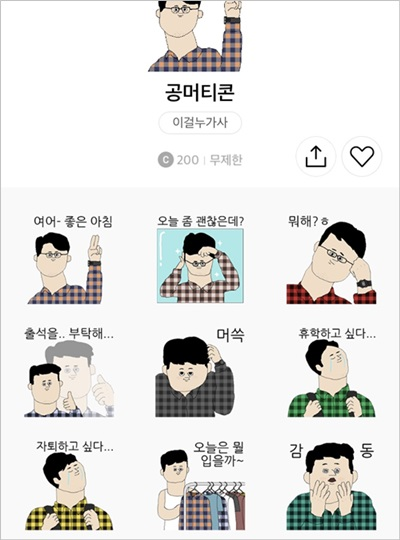 공머티콘
이걸누가사
C 200 | 무제한
여어- 좋은 아침
오늘 좀 괜찮은데?
뭐해?ㅎ
출석을.. 부탁해...
머쓱
휴학하고 싶다...
자퇴하고 싶다...
오늘은 뭘
입을까~
감 동